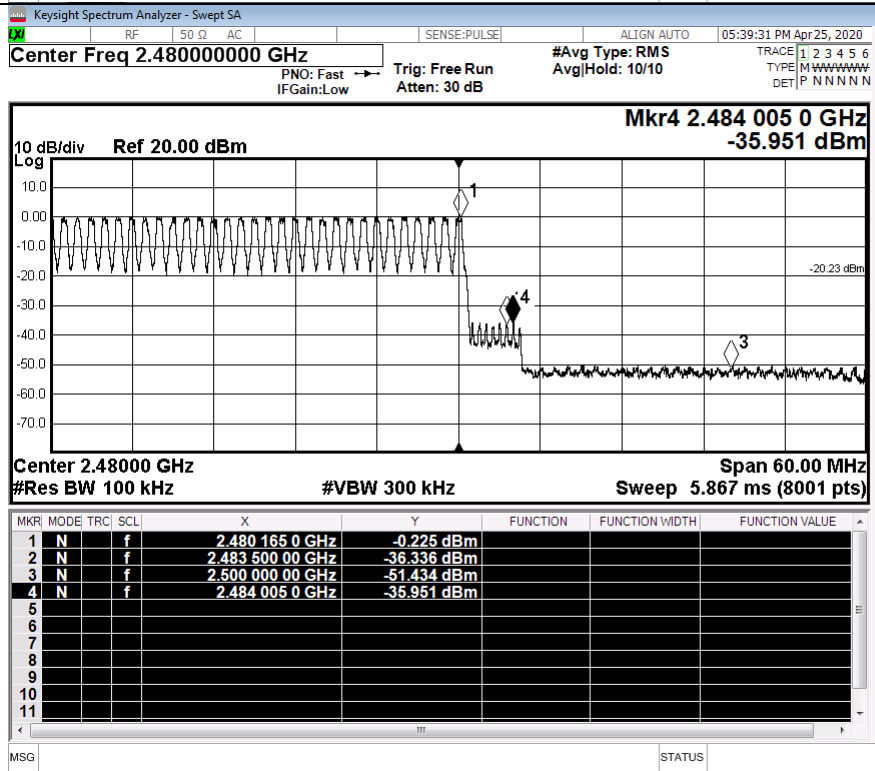 Keysight Spectrum Analyzer - Swept SA
LXI RF 50 Ω AC SENSE:PULSE ALIGN AUTO 05:39:31 PM Apr 25, 2020
Center Freq 2.480000000 GHz
PNO: Fast
IFGain:Low
Trig: Free Run
Atten: 30 dB
#Avg Type: RMS
Avg|Hold: 10/10
TRACE 1 2 3 4 5 6
TYPE M WWWWW
DET P N N N N N
Mkr4 2.484 005 0 GHz
-35.951 dBm
10 dB/div Ref 20.00 dBm
Log
10.0
0.00
-10.0
-20.0
-30.0
-40.0
-50.0
-60.0
-70.0
1
-20.23 dBm
4
3
Center 2.48000 GHz Span 60.00 MHz
#Res BW 100 kHz #VBW 300 kHz Sweep 5.867 ms (8001 pts)
MKR MODE TRC SCL X Y FUNCTION FUNCTION WIDTH FUNCTION VALUE
1 N f 2.480 165 0 GHz -0.225 dBm
2 N f 2.483 500 00 GHz -36.336 dBm
3 N f 2.500 000 00 GHz -51.434 dBm
4 N f 2.484 005 0 GHz -35.951 dBm
5
6
7
8
9
10
11
MSG STATUS